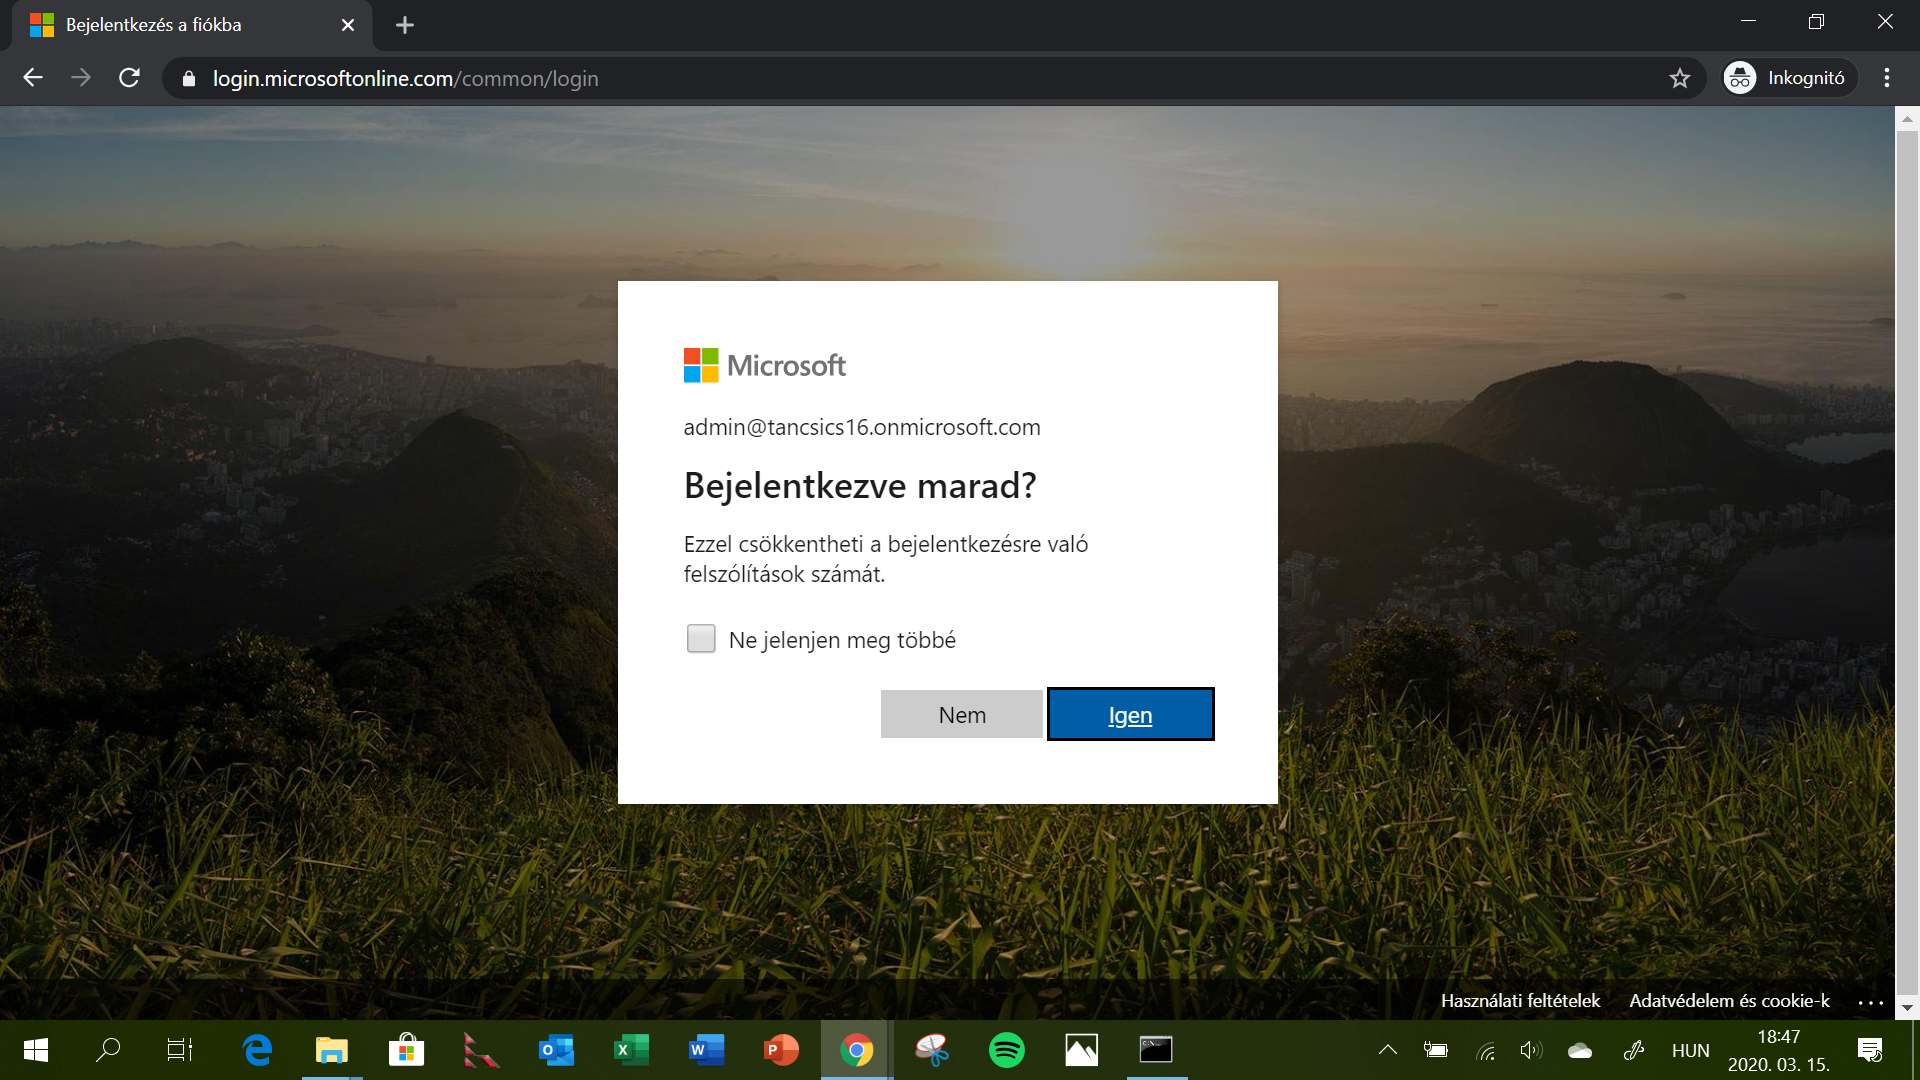 Bejelentkezés a fiókba
login.microsoftonline.com/common/login
Inkognitó
Microsoft
admin@tancsics16.onmicrosoft.com
Bejelentkezve marad?
Ezzel csökkentheti a bejelentkezésre való
felszólítások számát.
Ne jelenjen meg többé
Nem
Igen
Használati feltételek
Adatvédelem és cookie-k
HUN
18:47
2020. 03. 15.